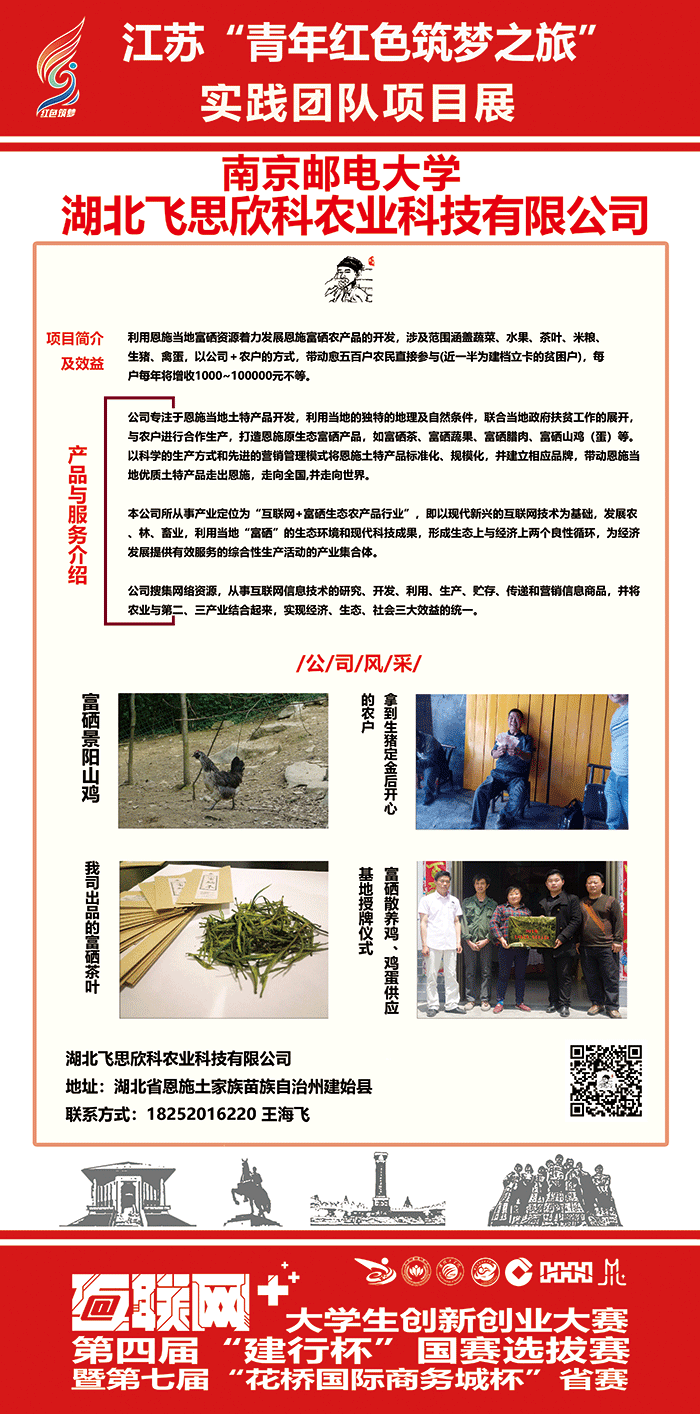 江苏“青年红色筑梦之旅”
实践团队项目展
红色筑梦
南京邮电大学
湖北飞思欣科农业科技有限公司
项目简介
及效益
利用恩施当地富硒资源着力发展恩施富硒农产品的开发，涉及范围涵盖蔬菜、水果、茶叶、米粮、
生猪、禽蛋，以公司＋农户的方式，带动愈五百户农民直接参与(近一半为建档立卡的贫困户)，每
户每年将增收1000~100000元不等。
产品与服务介绍
公司专注于恩施当地土特产品开发，利用当地的独特的地理及自然条件，联合当地政府扶贫工作的展开，
与农户进行合作生产，打造恩施原生态富硒产品，如富硒茶、富硒蔬果、富硒腊肉、富硒山鸡（蛋）等。
以科学的生产方式和先进的营销管理模式将恩施土特产品标准化、规模化，并建立相应品牌，带动恩施当
地优质土特产品走出恩施，走向全国,并走向世界。
本公司所从事产业定位为“互联网+富硒生态农产品行业”，即以现代新兴的互联网技术为基础，发展农
、林、畜业，利用当地“富硒”的生态环境和现代科技成果，形成生态上与经济上两个良性循环，为经济
发展提供有效服务的综合性生产活动的产业集合体。
公司搜集网络资源，从事互联网信息技术的研究、开发、利用、生产、贮存、传递和营销信息商品，并将
农业与第二、三产业结合起来，实现经济、生态、社会三大效益的统一。
/公/司/风/采/
富硒景阳山鸡
拿到生猪定金后开心
的农户
我司出品的富硒茶叶
富硒散养鸡、鸡蛋供应
基地授牌仪式
湖北飞思欣科农业科技有限公司
地址：湖北省恩施土家族苗族自治州建始县
联系方式：18252016220 王海飞
互联网+
大学生创新创业大赛
第四届“建行杯”国赛选拔赛
暨第七届“花桥国际商务城杯”省赛